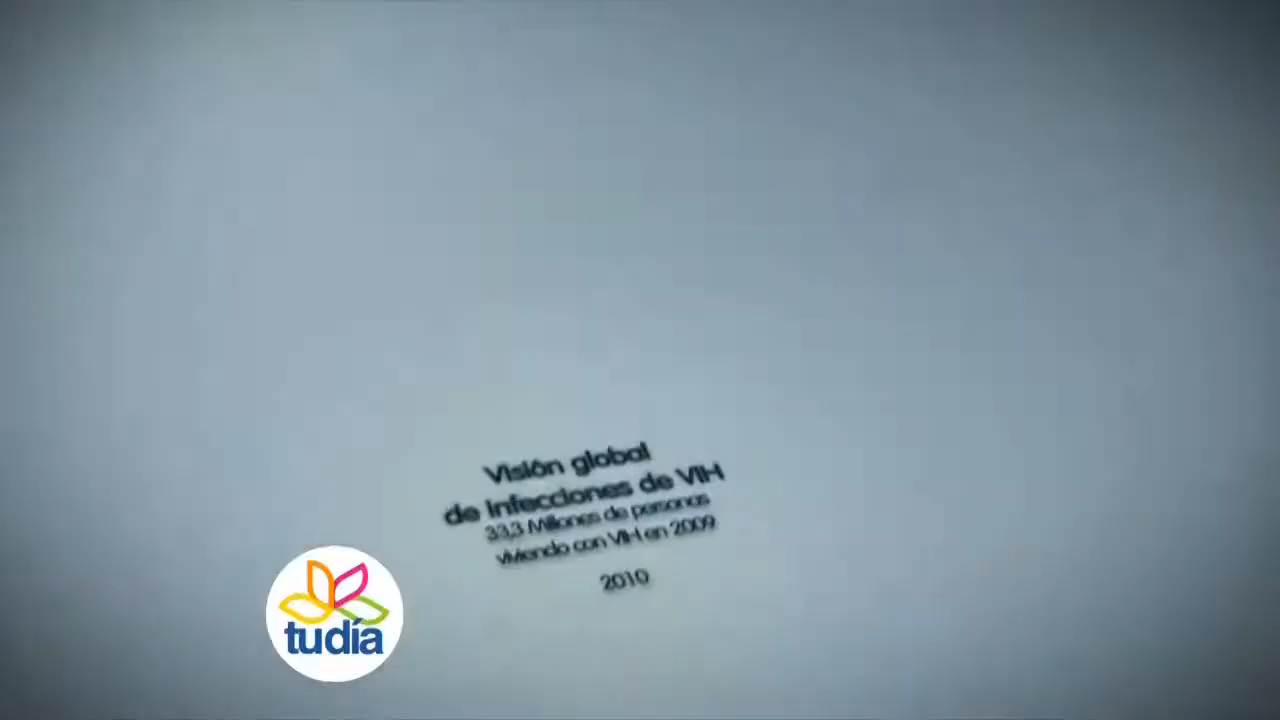 Visión global
de infecciones de VIH
33,3 Millones de personas
viviendo con VIH en 2009
2010
tudía